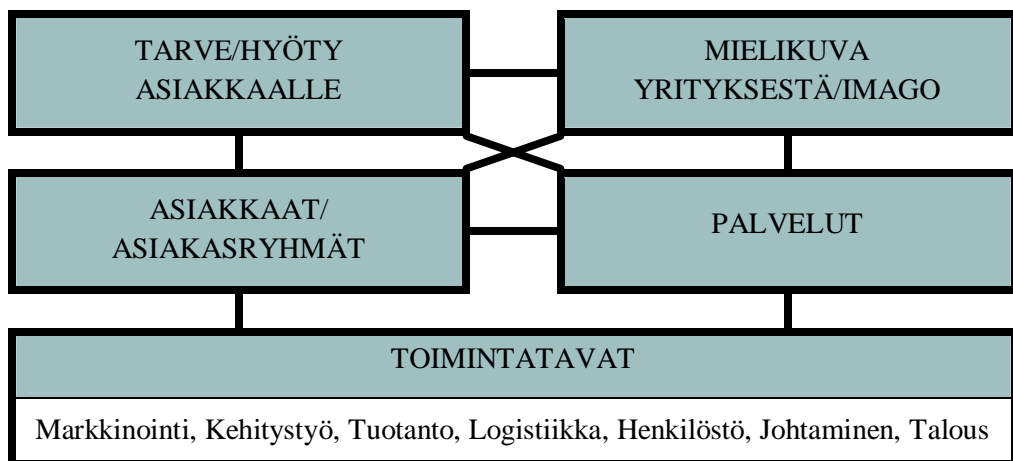 TARVE/HYÖTY
ASIAKKAALLE
MIELIKUVA
YRITYKSESTÄ/IMAGO
ASIAKKAAT/
ASIAKASRYHMÄT
PALVELUT
TOIMINTATAVAT
Markkinointi, Kehitystyö, Tuotanto, Logistiikka, Henkilöstö, Johtaminen, Talous